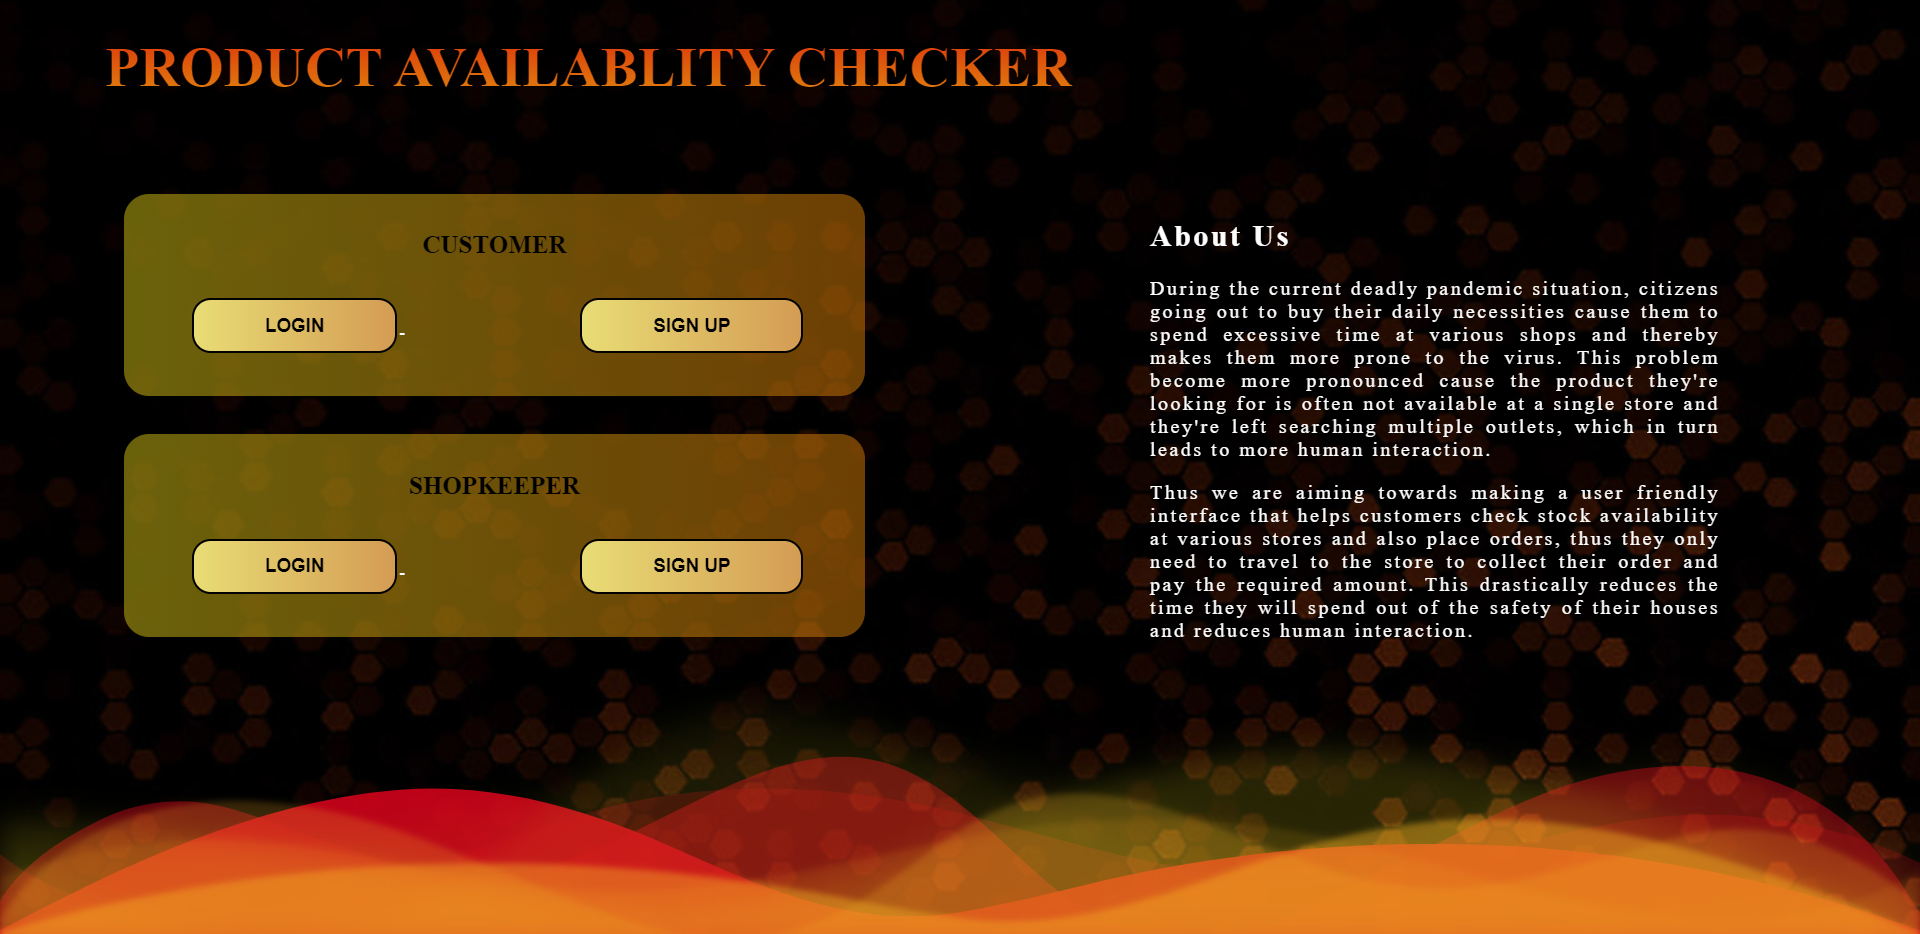 PRODUCT AVAILABLITY CHECKER
CUSTOMER
LOGIN
SIGN UP
SHOPKEEPER
LOGIN
SIGN UP
About Us
During the current deadly pandemic situation, citizens
going out to buy their daily necessities cause them to
spend excessive time at various shops and thereby
makes them more prone to the virus. This problem
become more pronounced cause the product they're
looking for is often not available at a single store and
they're left searching multiple outlets, which in turn
leads to more human interaction.
Thus we are aiming towards making a user friendly
interface that helps customers check stock availability
at various stores and also place orders, thus they only
need to travel to the store to collect their order and
pay the required amount. This drastically reduces the
time they will spend out of the safety of their houses
and reduces human interaction.